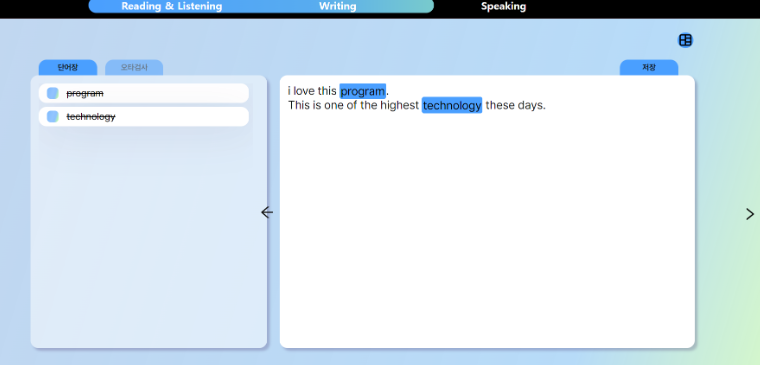 Reading & Listening Writing Speaking
단어장 오타검사 저장
program
technology
i love this program.
This is one of the highest technology these days.